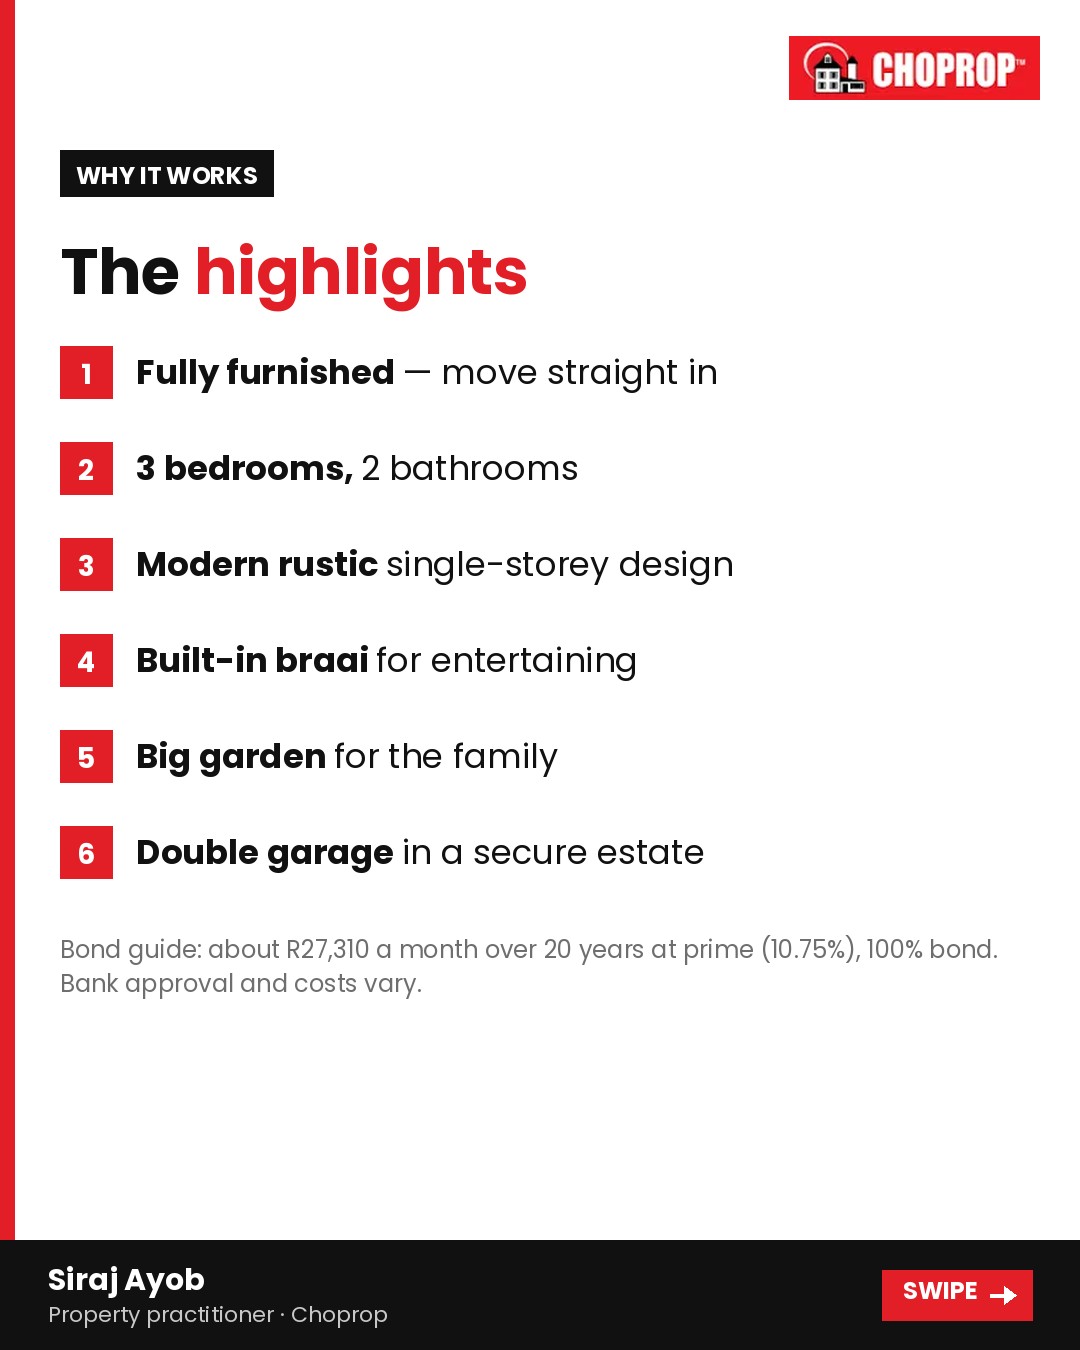 CHOPROP™
WHY IT WORKS
The highlights
1 Fully furnished — move straight in
2 3 bedrooms, 2 bathrooms
3 Modern rustic single-storey design
4 Built-in braai for entertaining
5 Big garden for the family
6 Double garage in a secure estate
Bond guide: about R27,310 a month over 20 years at prime (10.75%), 100% bond.
Bank approval and costs vary.
Siraj Ayob
Property practitioner · Choprop
SWIPE →